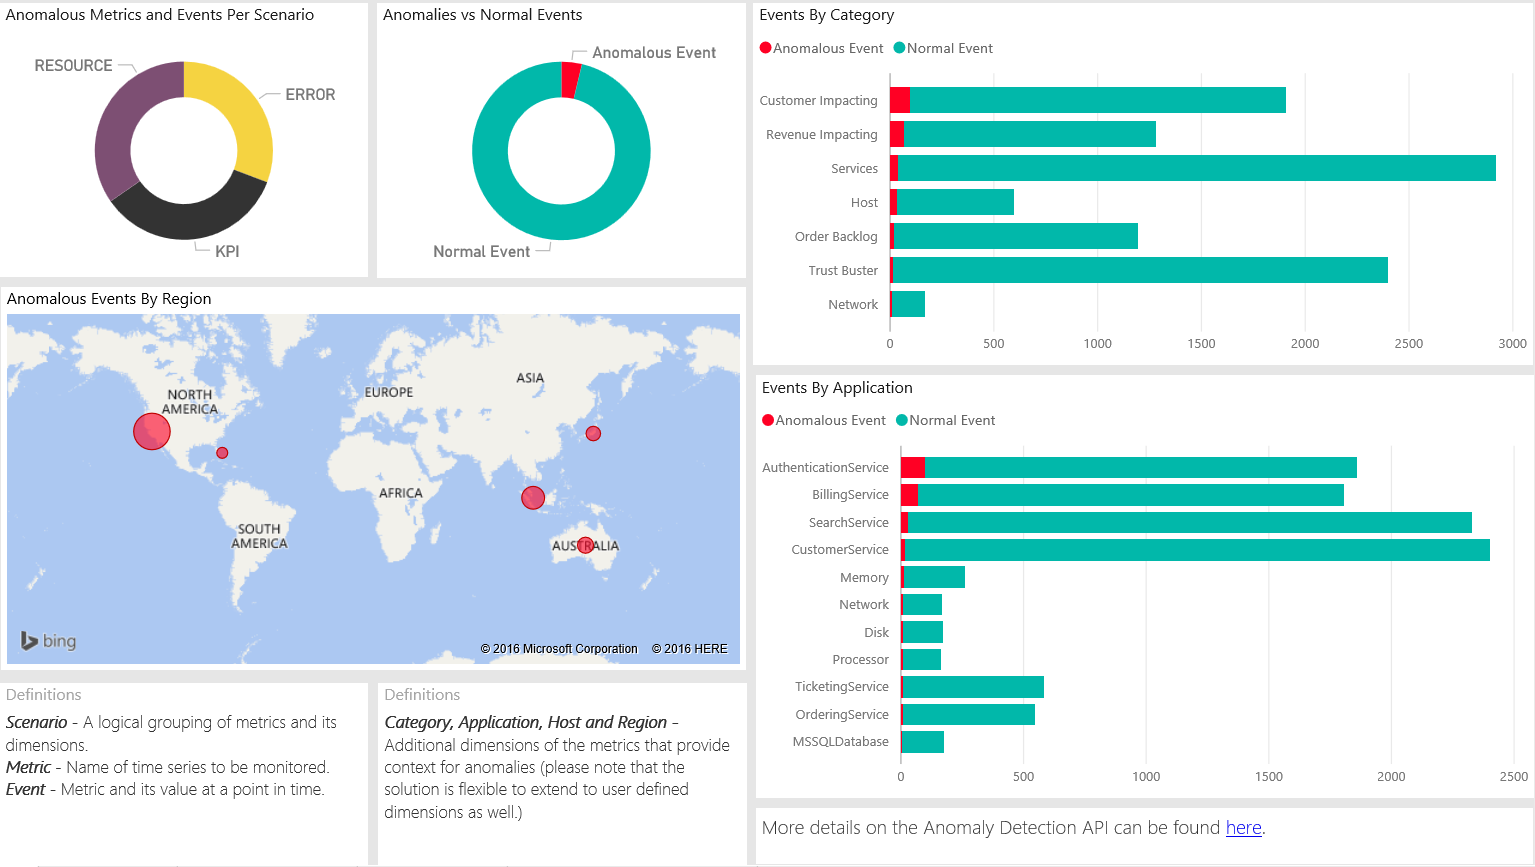 Anomalous Metrics and Events Per Scenario
RESOURCE
ERROR
KPI
Anomalies vs Normal Events
Anomalous Event
Normal Event
Events By Category
Anomalous Event Normal Event
Customer Impacting
Revenue Impacting
Services
Host
Order Backlog
Trust Buster
Network
0 500 1000 1500 2000 2500 3000
Anomalous Events By Region
NORTH
AMERICA
EUROPE
ASIA
AFRICA
SOUTH
AMERICA
AUSTRALIA
bing
© 2016 Microsoft Corporation © 2016 HERE
Events By Application
Anomalous Event Normal Event
AuthenticationService
BillingService
SearchService
CustomerService
Memory
Network
Disk
Processor
TicketingService
OrderingService
MSSQLDatabase
0 500 1000 1500 2000 2500
Definitions
Scenario - A logical grouping of metrics and its
dimensions.
Metric - Name of time series to be monitored.
Event - Metric and its value at a point in time.
Definitions
Category, Application, Host and Region -
Additional dimensions of the metrics that provide
context for anomalies (please note that the
solution is flexible to extend to user defined
dimensions as well.)
More details on the Anomaly Detection API can be found here.